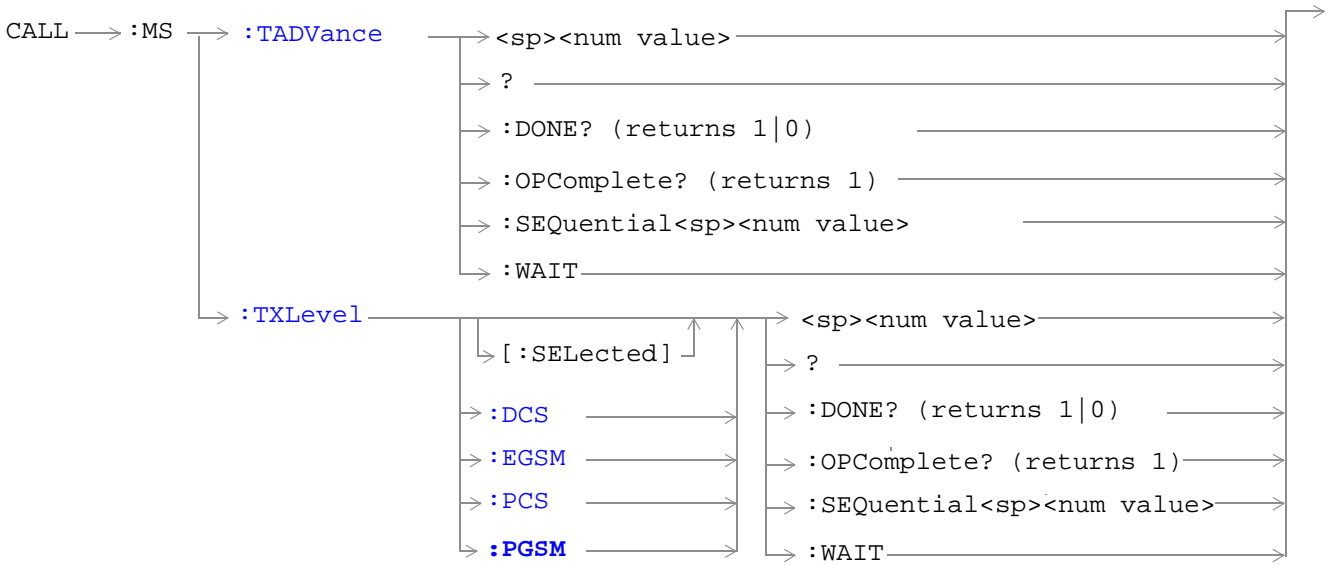 CALL :MS :TADVance <sp><num value>
?
:DONE? (returns 1|0)
:OPComplete? (returns 1)
:SEQuential<sp><num value>
:WAIT
:TXLevel <sp><num value>
[:SELected] ?
:DCS :DONE? (returns 1|0)
:EGSM :OPComplete? (returns 1)
:PCS :SEQuential<sp><num value>
:PGSM :WAIT